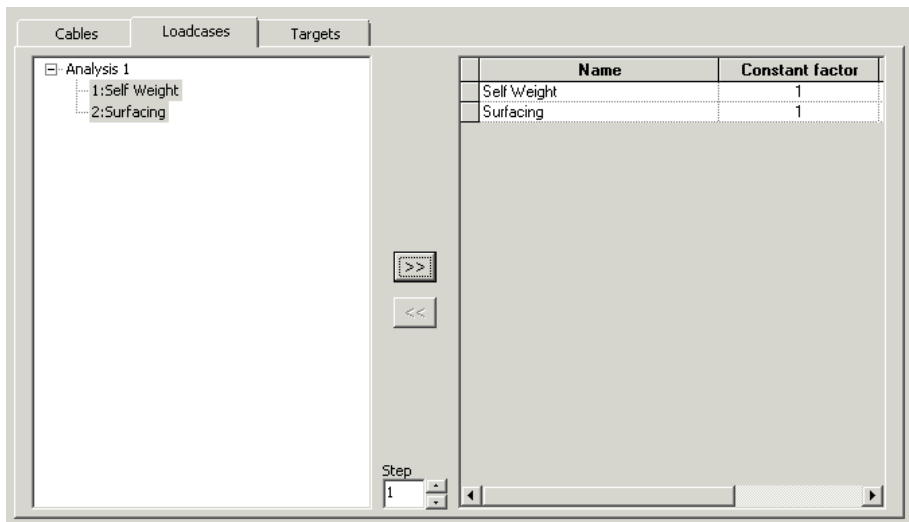 Cables Loadcases Targets
Analysis 1
1:Self Weight
2:Surfacing
Name Constant factor
Self Weight 1
Surfacing 1
>>
<<
Step
1